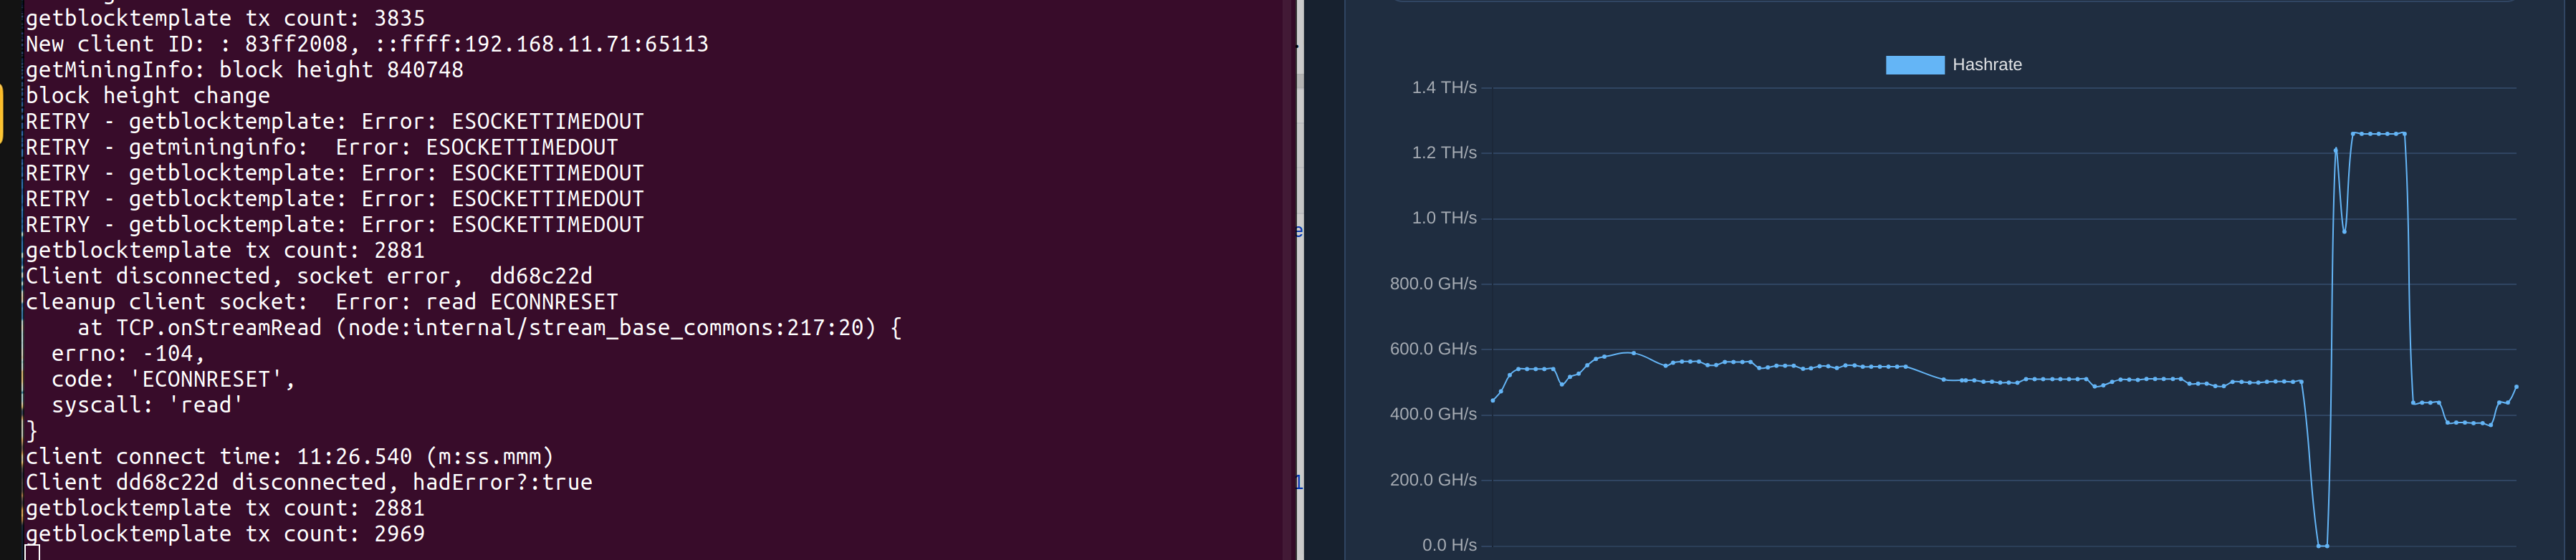 getblocktemplate tx count: 3835
New client ID: : 83ff2008, ::ffff:192.168.11.71:65113
getMiningInfo: block height 840748
block height change
RETRY - getblocktemplate: Error: ESOCKETTIMEDOUT
RETRY - getmininginfo:  Error: ESOCKETTIMEDOUT
RETRY - getblocktemplate: Error: ESOCKETTIMEDOUT
RETRY - getblocktemplate: Error: ESOCKETTIMEDOUT
RETRY - getblocktemplate: Error: ESOCKETTIMEDOUT
getblocktemplate tx count: 2881
Client disconnected, socket error,  dd68c22d
cleanup client socket:  Error: read ECONNRESET
    at TCP.onStreamRead (node:internal/stream_base_commons:217:20) {
  errno: -104,
  code: 'ECONNRESET',
  syscall: 'read'
}
client connect time: 11:26.540 (m:ss.mmm)
Client dd68c22d disconnected, hadError?:true
getblocktemplate tx count: 2881
getblocktemplate tx count: 2969
Hashrate
1.4 TH/s
1.2 TH/s
1.0 TH/s
800.0 GH/s
600.0 GH/s
400.0 GH/s
200.0 GH/s
0.0 H/s